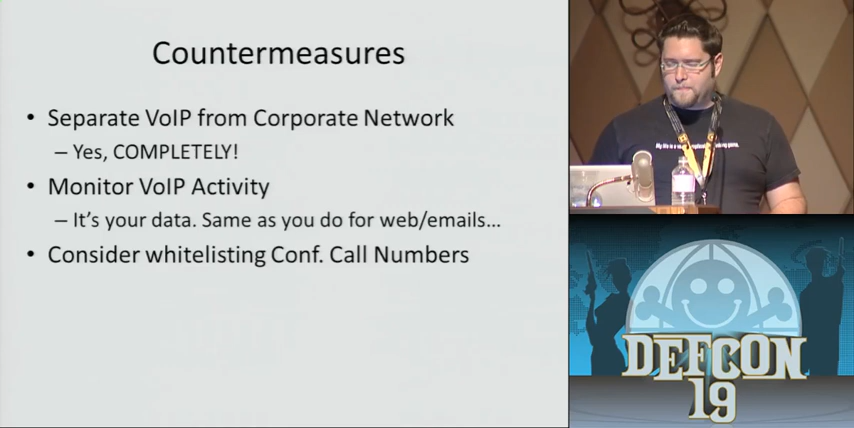 Countermeasures
• Separate VoIP from Corporate Network
– Yes, COMPLETELY!
• Monitor VoIP Activity
– It's your data. Same as you do for web/emails...
• Consider whitelisting Conf. Call Numbers
DEFCON
19